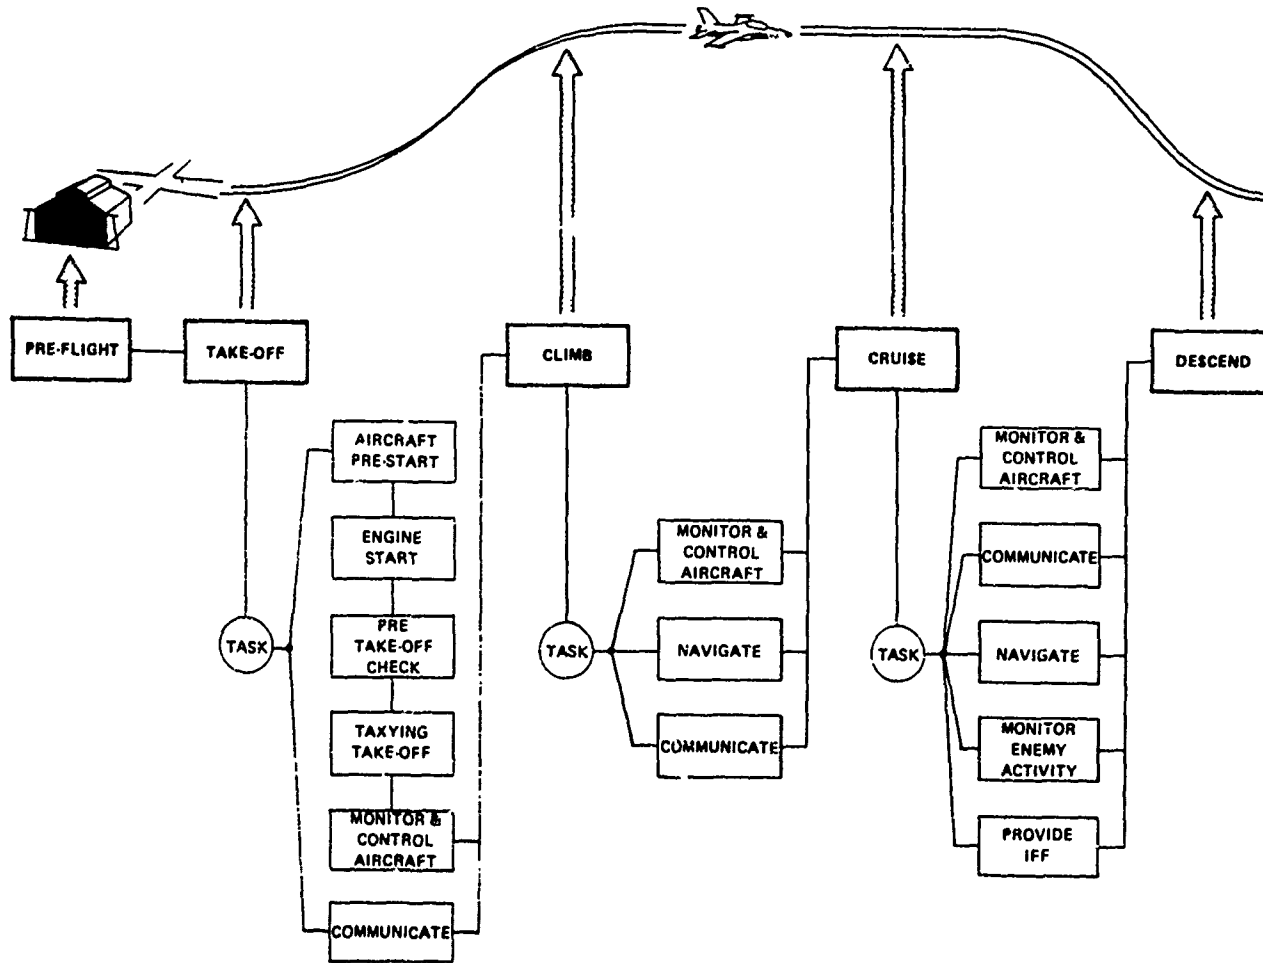 PRE-FLIGHT
TAKE-OFF
CLIMB
CRUISE
DESCEND
TASK
AIRCRAFT
PRE-START
ENGINE
START
PRE
TAKE-OFF
CHECK
TAXYING
TAKE-OFF
MONITOR &
CONTROL
AIRCRAFT
COMMUNICATE
TASK
MONITOR &
CONTROL
AIRCRAFT
NAVIGATE
COMMUNICATE
TASK
MONITOR &
CONTROL
AIRCRAFT
COMMUNICATE
NAVIGATE
MONITOR
ENEMY
ACTIVITY
PROVIDE
IFF